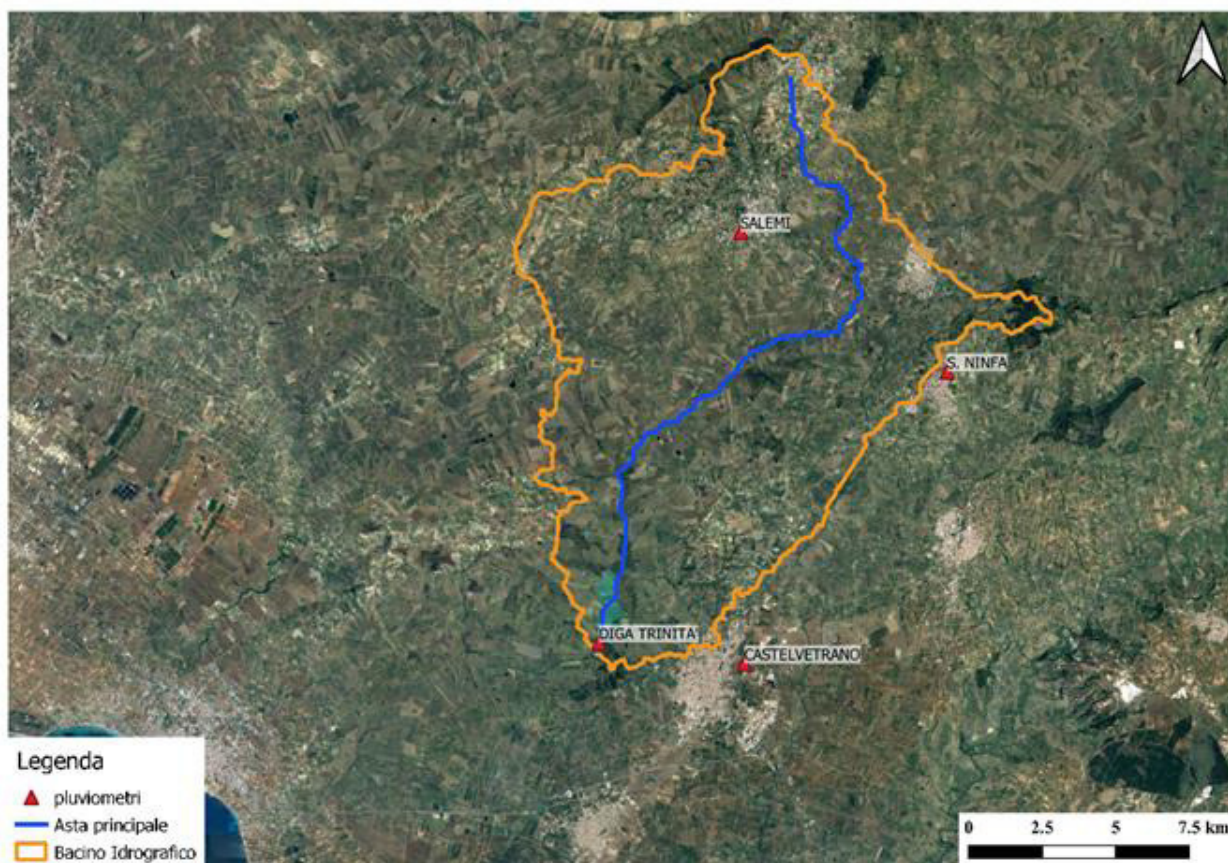 SALEMI
S. NINFA
DIGA TRINITA'
CASTELVETRANO
Legenda
pluviometri
Asta principale
Bacino Idrografico
0 2.5 5 7.5 km